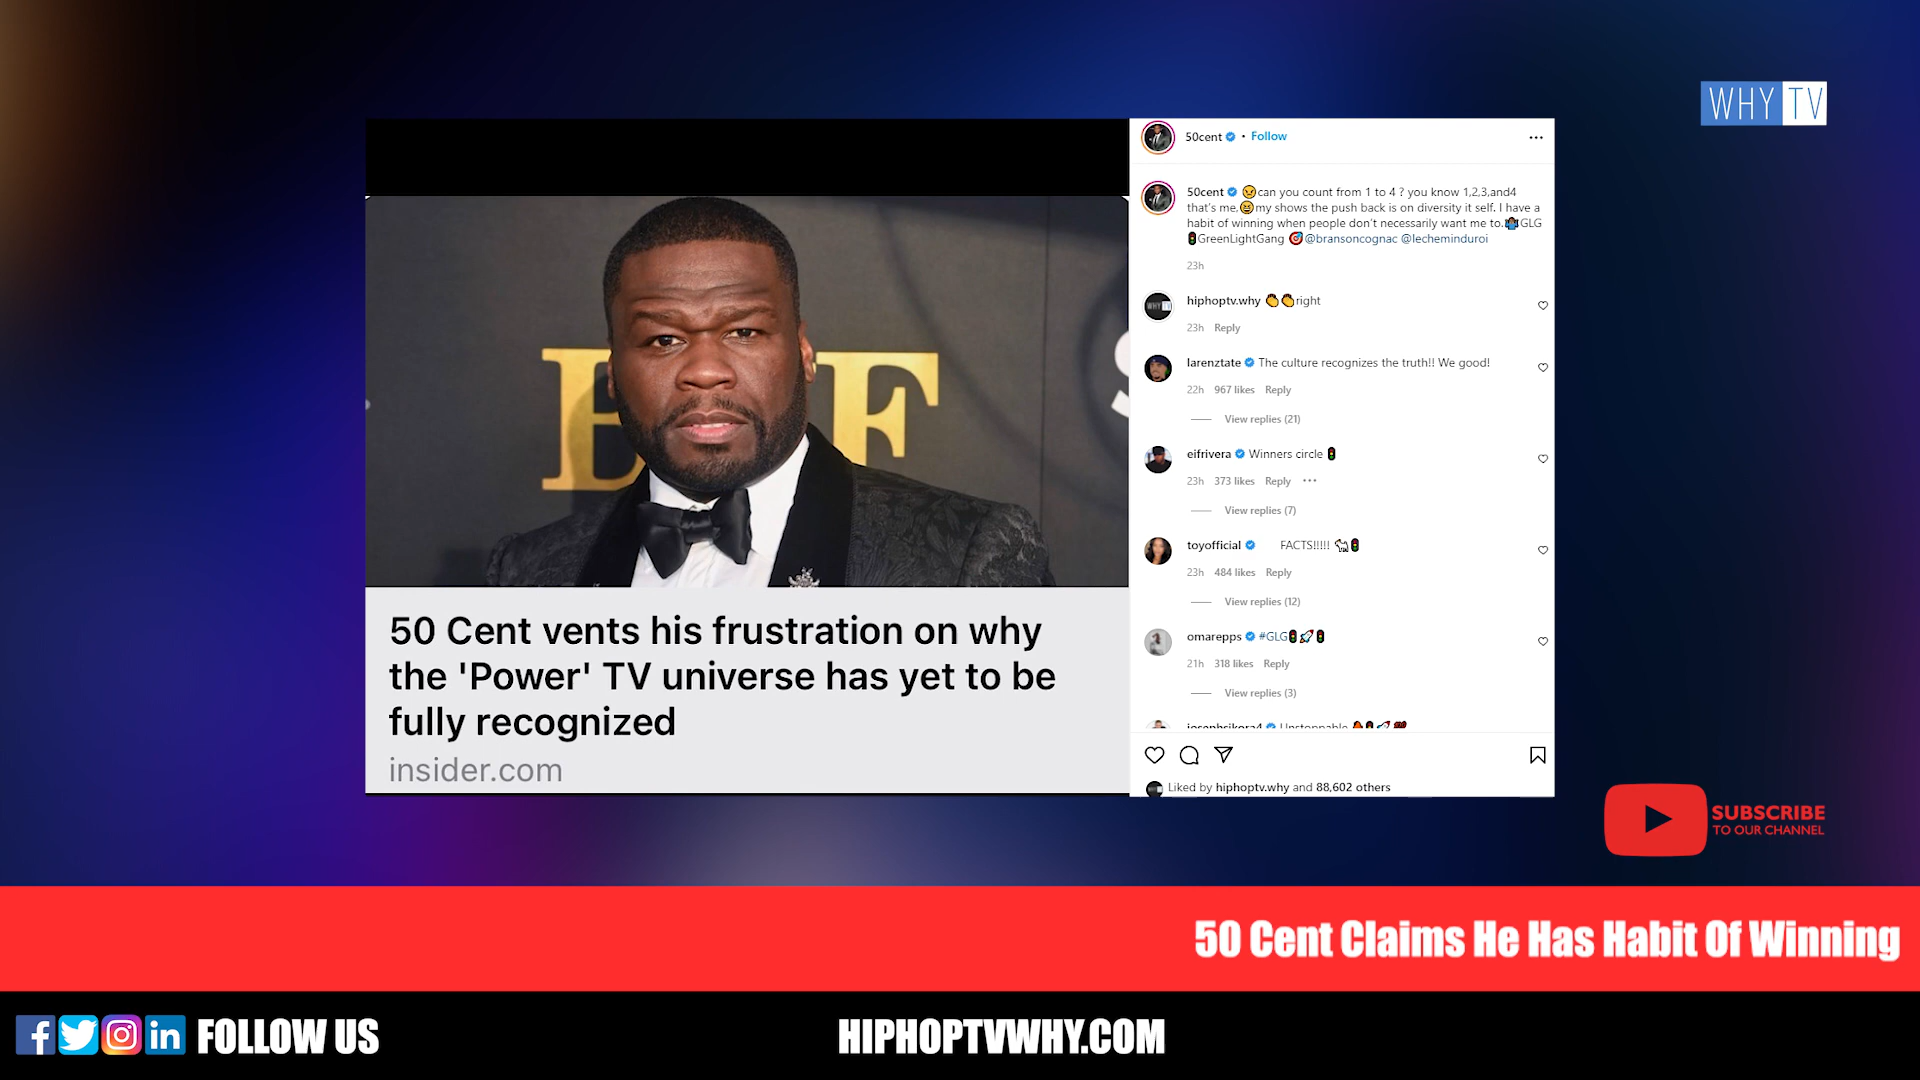 WHY TV
50cent • Follow
50cent can you count from 1 to 4 ? you know 1,2,3,and4
that's me. my shows the push back is on diversity it self. I have a
habit of winning when people don't necessarily want me to. GLG
GreenLightGang @bransoncognac @lecheminduroi
23h
hiphoptv.why right
23h Reply
larenztate The culture recognizes the truth!! We good!
22h 967 likes Reply
View replies (21)
eifrivera Winners circle
23h 373 likes Reply
View replies (7)
toyofficial FACTS!!!!!
23h 484 likes Reply
View replies (12)
omarepps #GLG
21h 318 likes Reply
View replies (3)
josephsikora4 Unstoppable
Liked by hiphoptv.why and 88,602 others
50 Cent vents his frustration on why
the 'Power' TV universe has yet to be
fully recognized
insider.com
SUBSCRIBE
TO OUR CHANNEL
50 Cent Claims He Has Habit Of Winning
FOLLOW US
HIPHOPTVWHY.COM